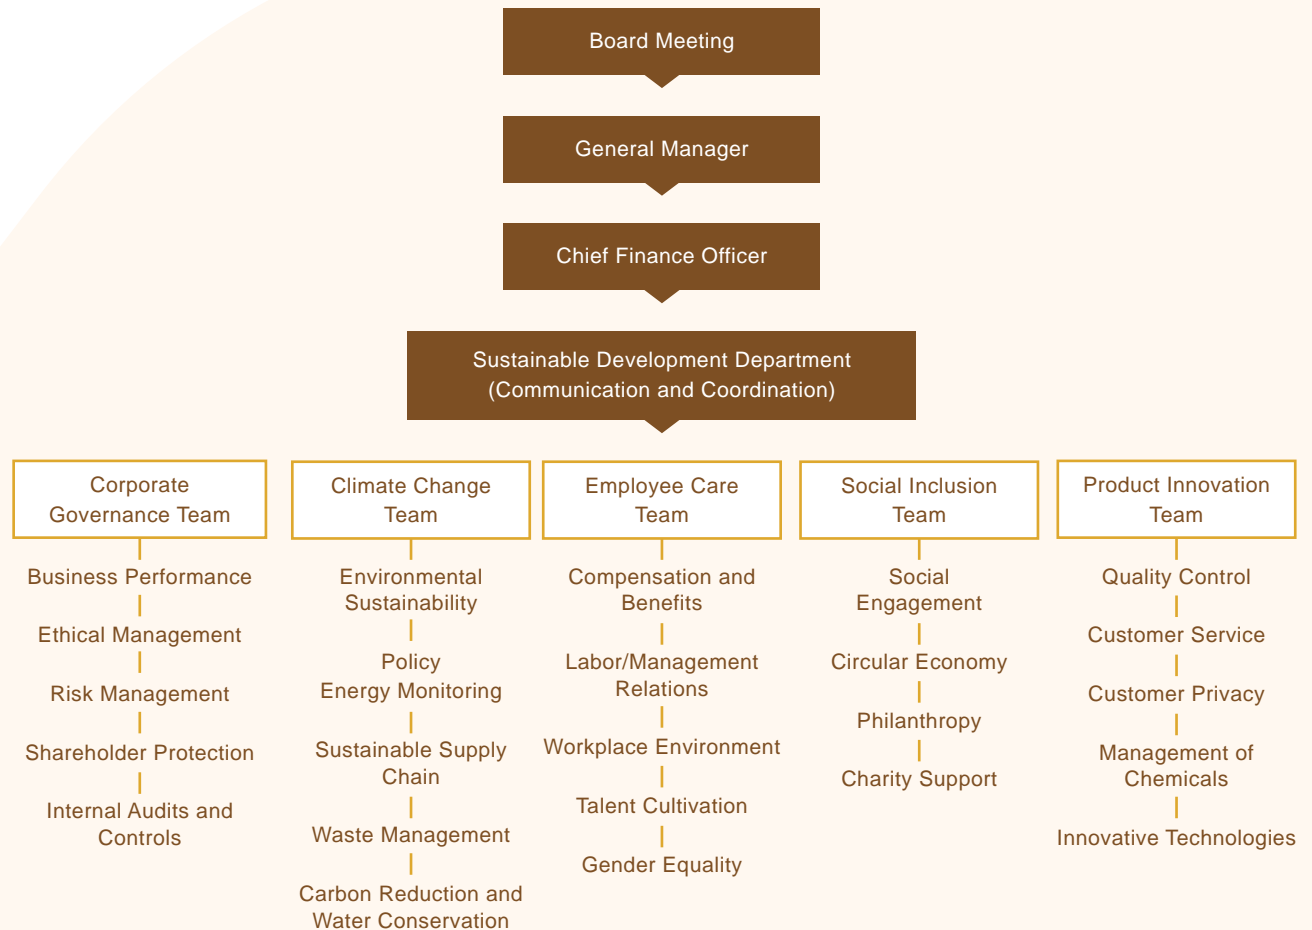 Board Meeting
General Manager
Chief Finance Officer
Sustainable Development Department
(Communication and Coordination)
Corporate
Governance Team
Business Performance
Ethical Management
Risk Management
Shareholder Protection
Internal Audits and
Controls
Climate Change
Team
Environmental
Sustainability
Policy
Energy Monitoring
Sustainable Supply
Chain
Waste Management
Carbon Reduction and
Water Conservation
Employee Care
Team
Compensation and
Benefits
Labor/Management
Relations
Workplace Environment
Talent Cultivation
Gender Equality
Social Inclusion
Team
Social
Engagement
Circular Economy
Philanthropy
Charity Support
Product Innovation
Team
Quality Control
Customer Service
Customer Privacy
Management of
Chemicals
Innovative Technologies